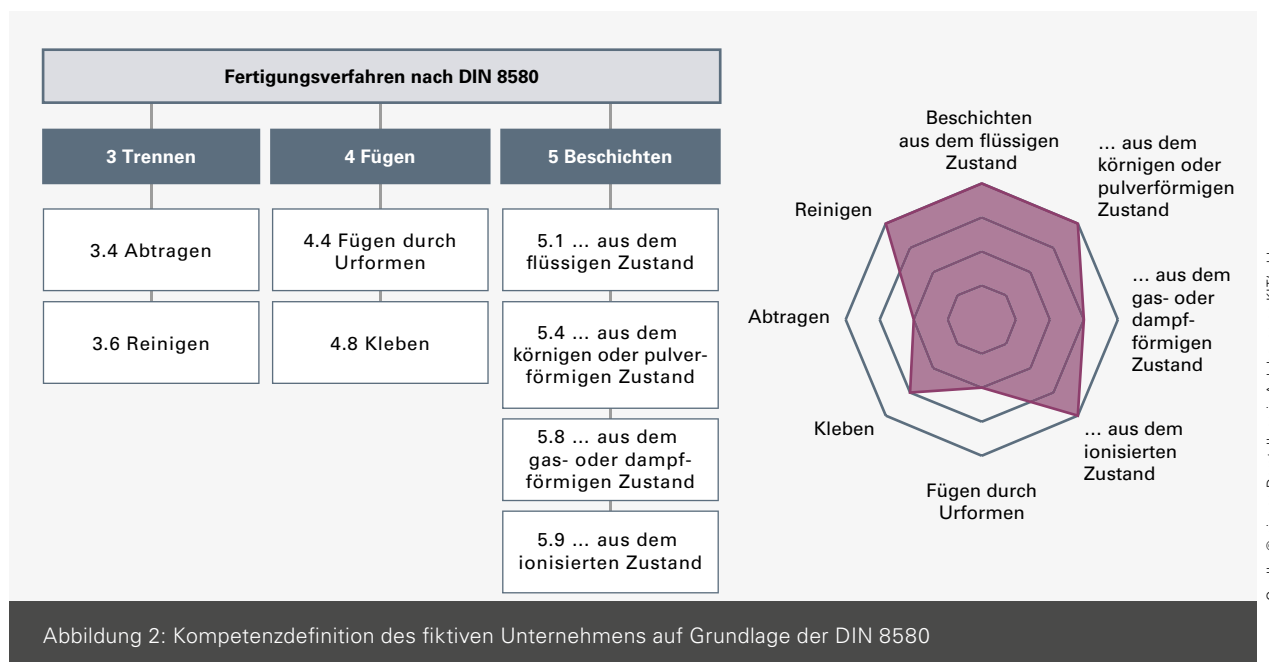 Fertigungsverfahren nach DIN 8580
3 Trennen
3.4 Abtragen
3.6 Reinigen
4 Fügen
4.4 Fügen durch
Urformen
4.8 Kleben
5 Beschichten
5.1 ... aus dem
flüssigen Zustand
5.4 ... aus dem
körnigen oder pulver-
förmigen Zustand
5.8 ... aus dem
gas- oder dampf-
förmigen Zustand
5.9 ... aus dem
ionisierten Zustand
Beschichten
aus dem flüssigen
Zustand
... aus dem
körnigen oder
pulverförmigen
Zustand
... aus dem
gas- oder
dampf-
förmigen
Zustand
... aus dem
ionisierten
Zustand
Fügen durch
Urformen
Kleben
Abtragen
Reinigen
Abbildung 2: Kompetenzdefinition des fiktiven Unternehmens auf Grundlage der DIN 8580